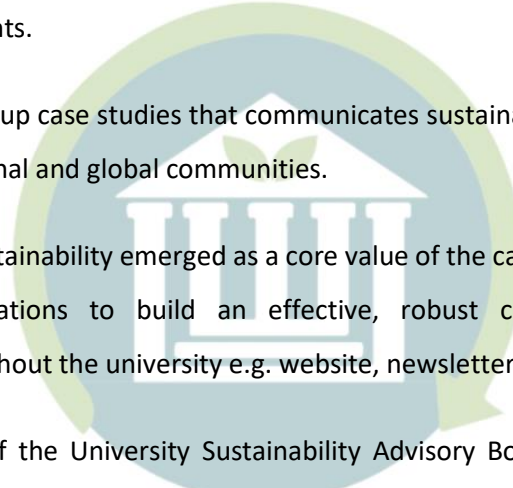 nts.
up case studies that communicates sustaina
nal and global communities.
tainability emerged as a core value of the ca
ations to build an effective, robust c
hout the university e.g. website, newsletter
f the University Sustainability Advisory Bo